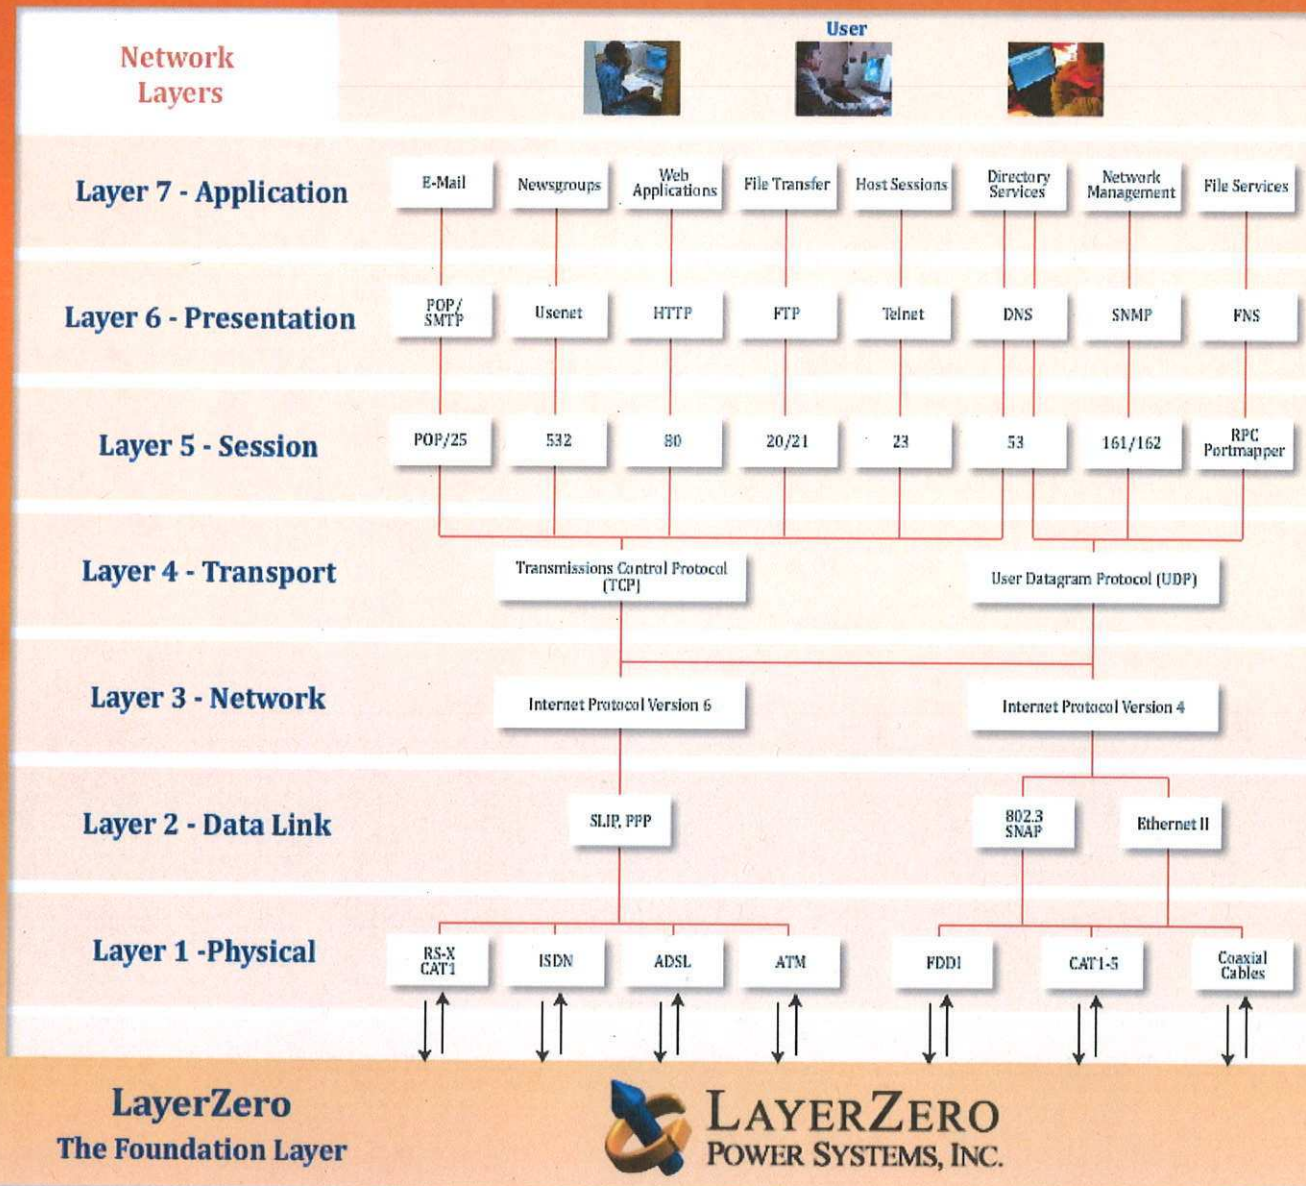 Network
Layers
User
Layer 7 - Application
E-Mail
Newsgroups
Web
Applications
File Transfer
Host Sessions
Directory
Services
Network
Management
File Services
Layer 6 - Presentation
POP/
SMTP
Usenet
HTTP
FTP
Telnet
DNS
SNMP
FNS
Layer 5 - Session
POP/25
532
80
20/21
23
53
161/162
RPC
Portmapper
Layer 4 - Transport
Transmissions Control Protocol
(TCP)
User Datagram Protocol (UDP)
Layer 3 - Network
Internet Protocol Version 6
Internet Protocol Version 4
Layer 2 - Data Link
SLIP, PPP
802.3
SNAP
Ethernet II
Layer 1 -Physical
RS-X
CAT1
ISDN
ADSL
ATM
FDDI
CAT1-5
Coaxial
Cables
LayerZero
The Foundation Layer
LAYERZERO
POWER SYSTEMS, INC.